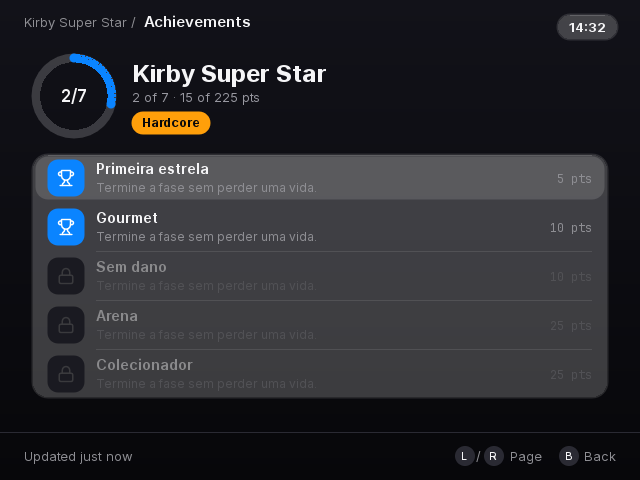 Kirby Super Star / Achievements
14:32
2/7
Kirby Super Star
2 of 7 · 15 of 225 pts
Hardcore
Primeira estrela
Termine a fase sem perder uma vida.
5 pts
Gourmet
Termine a fase sem perder uma vida.
10 pts
Sem dano
Termine a fase sem perder uma vida.
10 pts
Arena
Termine a fase sem perder uma vida.
25 pts
Colecionador
Termine a fase sem perder uma vida.
25 pts
Updated just now
L / R Page B Back